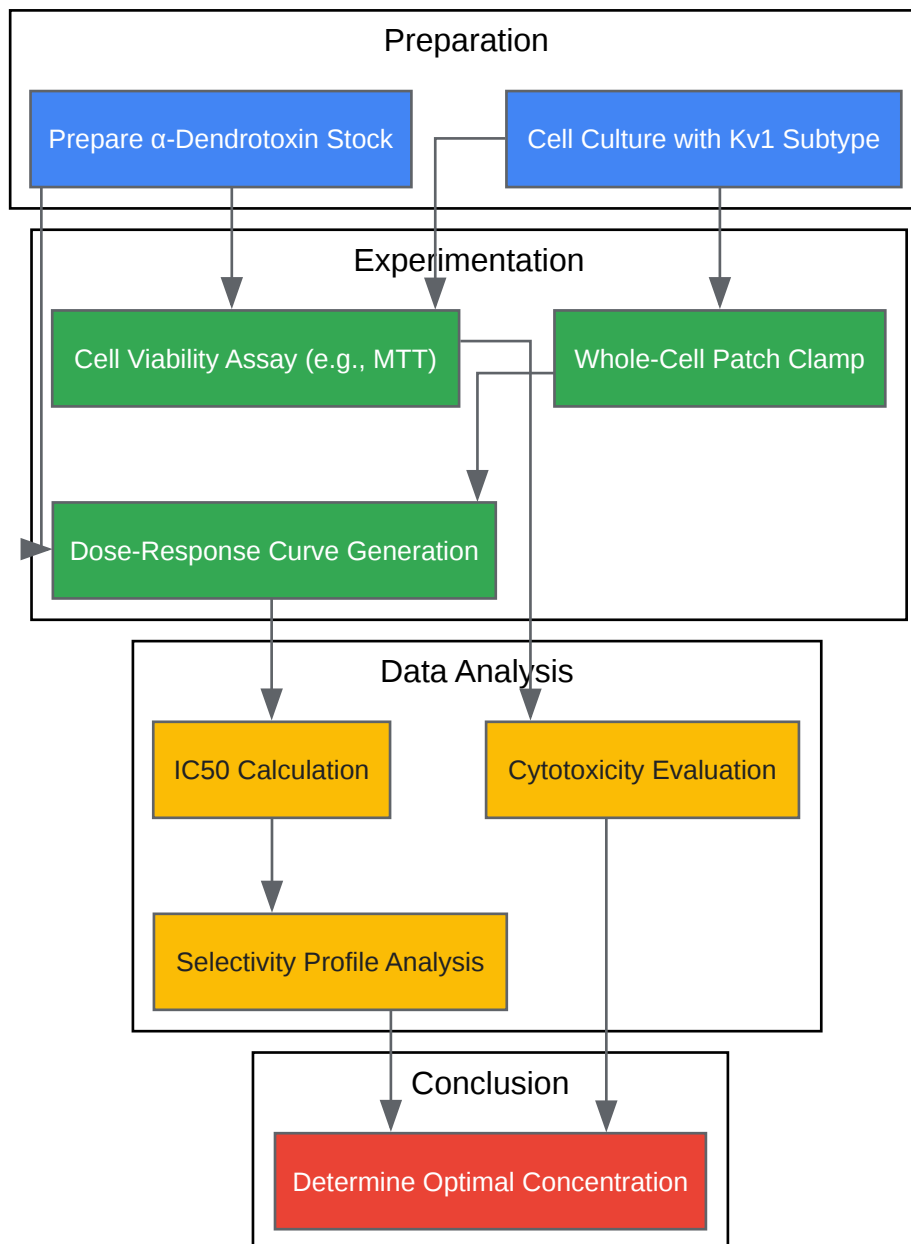 Preparation
Prepare α-Dendrotoxin Stock
Cell Culture with Kv1 Subtype
Experimentation
Cell Viability Assay (e.g., MTT)
Whole-Cell Patch Clamp
Dose-Response Curve Generation
Data Analysis
IC50 Calculation
Cytotoxicity Evaluation
Selectivity Profile Analysis
Conclusion
Determine Optimal Concentration